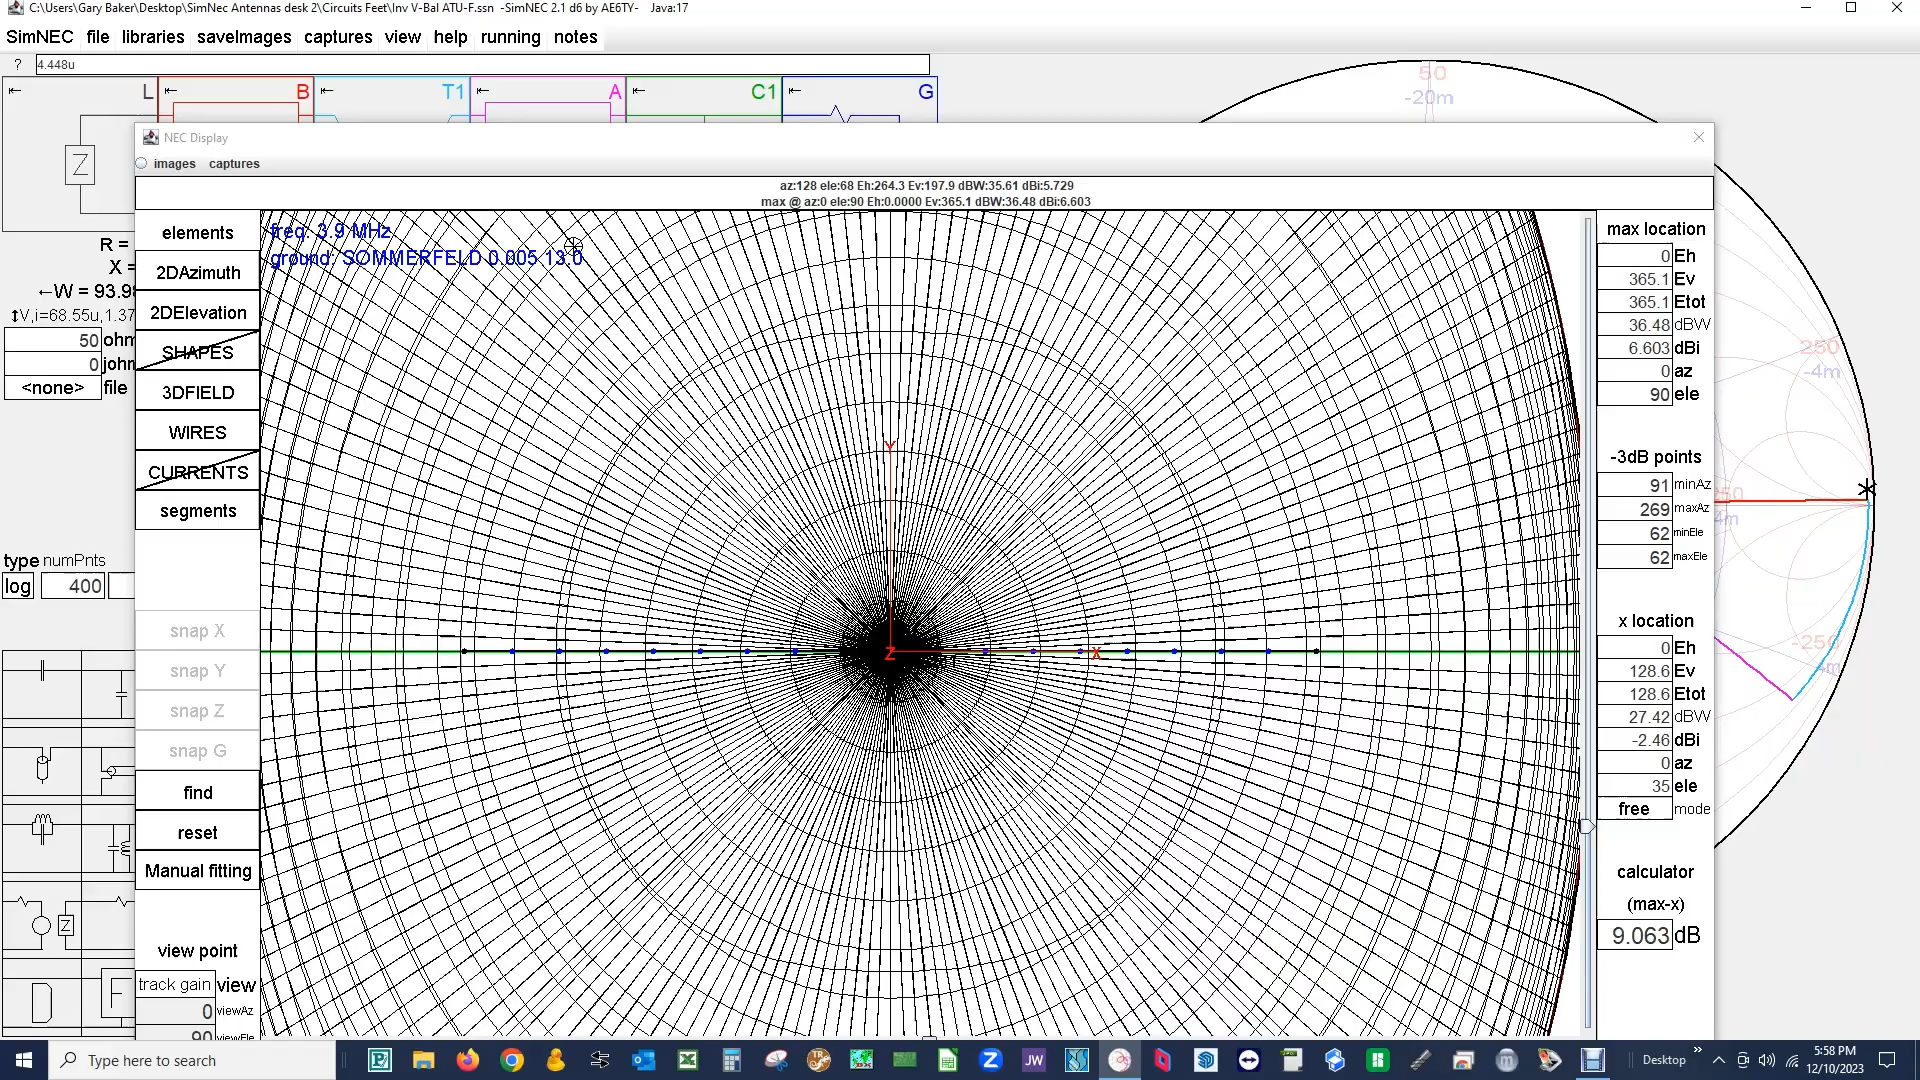 C:\Users\Gary Baker\Desktop\SimNec Antennas desk 2\Circuits Feet\Inv V-Bal ATU-F.ssn -SimNEC 2.1 d6 by AE6TY- Java:17
SimNEC file libraries saveImages captures view help running notes
? 4.448u
L B T1 A C1 G
50
-20m
NEC Display
images captures
az:128 ele:68 Eh:264.3 Ev:197.9 dBW:35.61 dBi:5.729
max @ az:0 ele:90 Eh:0.0000 Ev:365.1 dBW:36.48 dBi:6.603
Z
R =
X =
←W = 93.98
↕V,i=68.55u,1.37
50 ohm
0 john
<none> file
type numPnts
log 400
elements
2DAzimuth
2DElevation
SHAPES
3DFIELD
WIRES
CURRENTS
segments
snap X
snap Y
snap Z
snap G
find
reset
Manual fitting
view point
track gain view
0 viewAz
90 viewEle
freq: 3.9 MHz
ground: SOMMERFELD 0.005 13.0
Y
Z X
max location
0 Eh
365.1 Ev
365.1 Etot
36.48 dBW
6.603 dBi
0 az
90 ele
-3dB points
91 minAz
269 maxAz
62 minEle
62 maxEle
x location
0 Eh
128.6 Ev
128.6 Etot
27.42 dBW
-2.46 dBi
0 az
35 ele
free mode
calculator
(max-x)
9.063 dB
250
-4m
-250
4m
Type here to search
Desktop
5:58 PM
12/10/2023